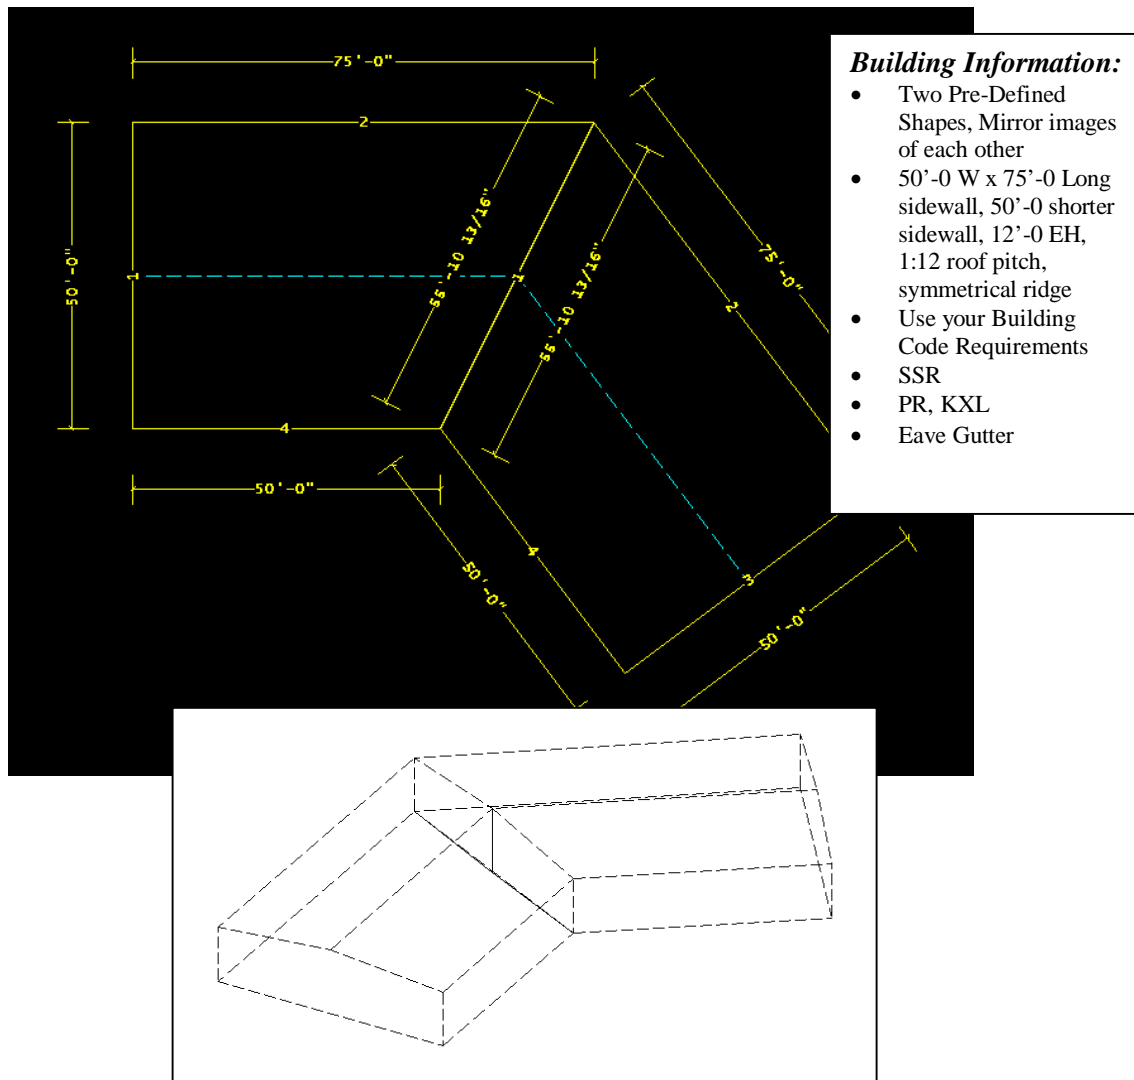 75'-0"
2
50'-0"
1
55'-10 13/16"
1
55'-10 13/16"
75'-0"
2
4
50'-0"
4
50'-0"
3
50'-0"
Building Information:
• Two Pre-Defined
Shapes, Mirror images
of each other
• 50’-0 W x 75’-0 Long
sidewall, 50’-0 shorter
sidewall, 12’-0 EH,
1:12 roof pitch,
symmetrical ridge
• Use your Building
Code Requirements
• SSR
• PR, KXL
• Eave Gutter